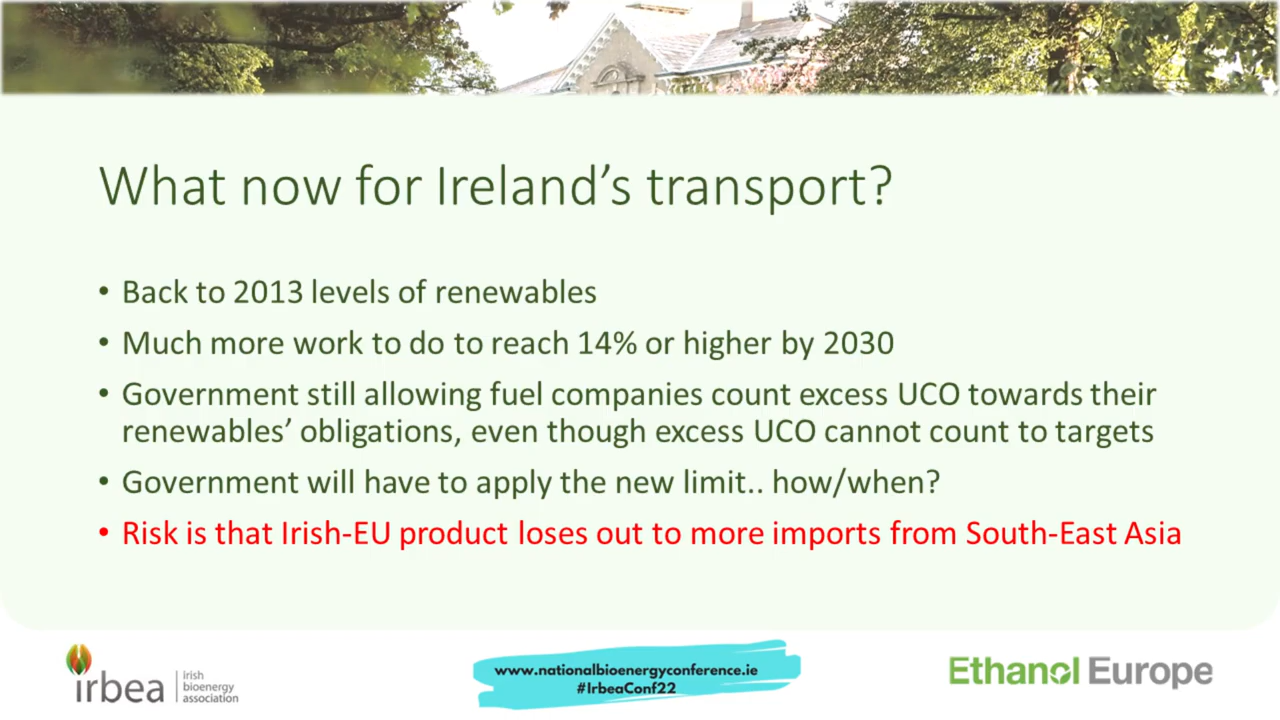 What now for Ireland’s transport?
• Back to 2013 levels of renewables
• Much more work to do to reach 14% or higher by 2030
• Government still allowing fuel companies count excess UCO towards their
renewables’ obligations, even though excess UCO cannot count to targets
• Government will have to apply the new limit.. how/when?
• Risk is that Irish-EU product loses out to more imports from South-East Asia
irbea
irish
bioenergy
association
www.nationalbioenergyconference.ie
#IrbeaConf22
Ethanol Europe